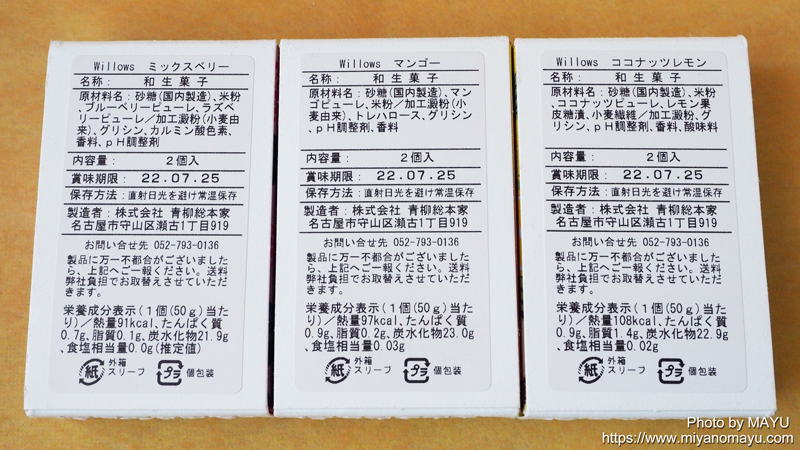 Willows ミックスベリー
名称: 和生菓子
原材料名:砂糖(国内製造)、米粉
、ブルーベリーピューレ、ラズベ
リーピューレ/加工澱粉(小麦由
来)、グリシン、カルミン酸色素、
香料、pH調整剤
内容量: 2個入
賞味期限: 22.07.25
保存方法:直射日光を避け常温保存
製造者:株式会社 青柳総本家
名古屋市守山区瀬古1丁目919
お問い合せ先 052-793-0136
製品に万一不都合がございました
ら、上記へご一報ください。送料
弊社負担でお取替えさせていただ
きます。
栄養成分表示(1個(50g)当た
り)/熱量91kcal、たんぱく質
0.7g、脂質0.1g、炭水化物21.9g
、食塩相当量0.0g(推定値)
紙 外箱
スリーブ
プラ 個包装
Willows マンゴー
名称: 和生菓子
原材料名:砂糖(国内製造)、マン
ゴピューレ、米粉/加工澱粉(小
麦由来)、トレハロース、グリシン
、pH調整剤、香料
内容量: 2個入
賞味期限: 22.07.25
保存方法:直射日光を避け常温保存
製造者:株式会社 青柳総本家
名古屋市守山区瀬古1丁目919
お問い合せ先 052-793-0136
製品に万一不都合がございました
ら、上記へご一報ください。送料
弊社負担でお取替えさせていただ
きます。
栄養成分表示(1個(50g)当た
り)/熱量97kcal、たんぱく質
0.9g、脂質0.2g、炭水化物23.0g
、食塩相当量0.03g
紙 外箱
スリーブ
プラ 個包装
Willows ココナッツレモン
名称: 和生菓子
原材料名:砂糖(国内製造)、米粉
、ココナッツピューレ、レモン果
皮糖漬、小麦繊維/加工澱粉、グ
リシン、pH調整剤、香料、酸味料
内容量: 2個入
賞味期限: 22.07.25
保存方法:直射日光を避け常温保存
製造者:株式会社 青柳総本家
名古屋市守山区瀬古1丁目919
お問い合せ先 052-793-0136
製品に万一不都合がございました
ら、上記へご一報ください。送料
弊社負担でお取替えさせていただ
きます。
栄養成分表示(1個(50g)当た
り)/熱量108kcal、たんぱく質
0.9g、脂質1.4g、炭水化物22.9g
、食塩相当量0.02g
紙 外箱
スリーブ
プラ 個包装
Photo by MAYU
https://www.miyanomayu.com/